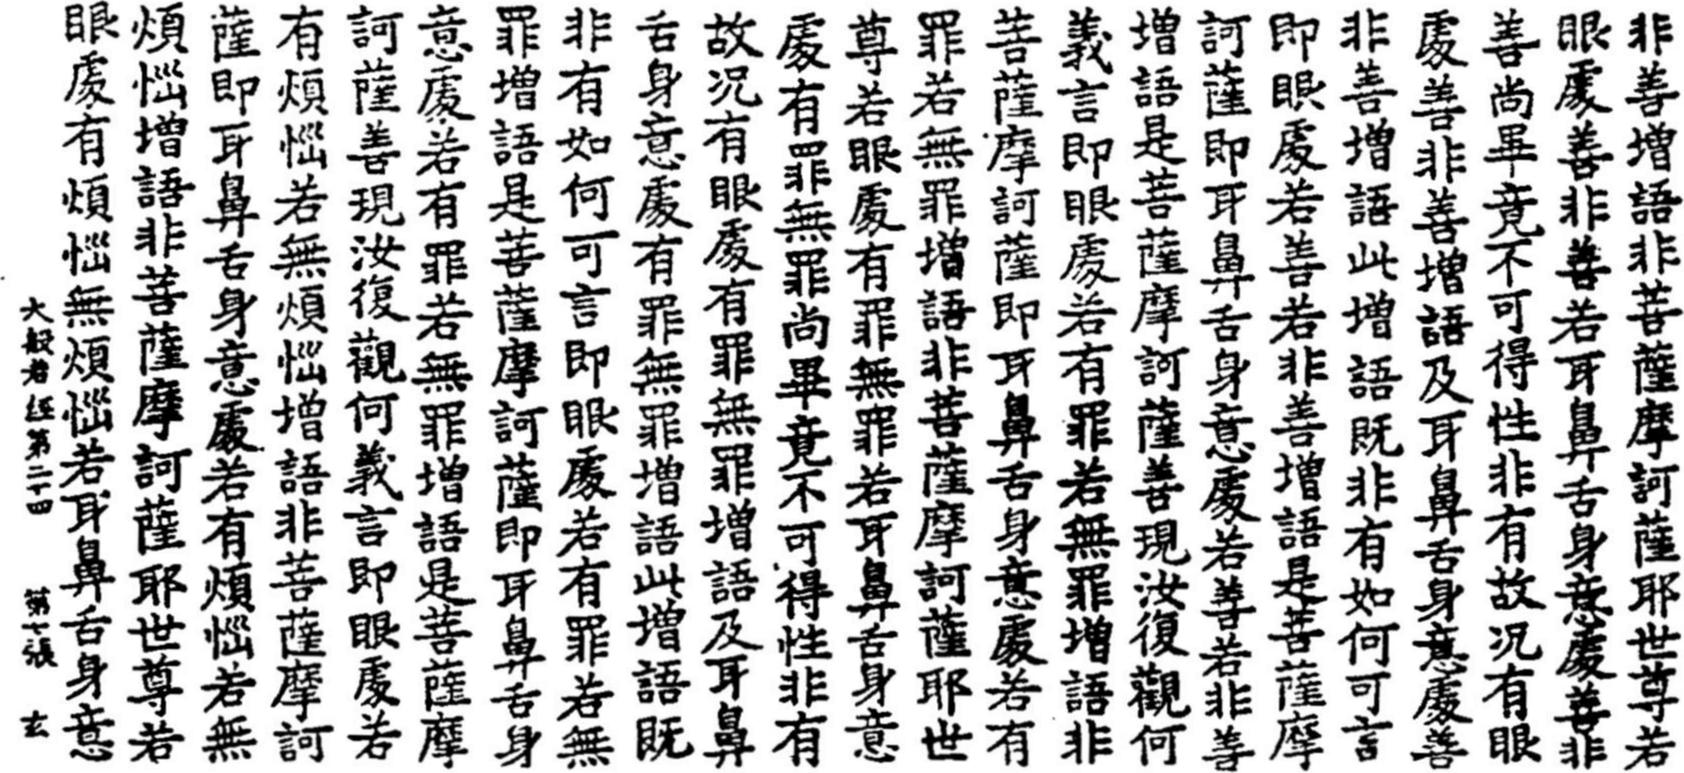 非善增語非菩薩摩訶薩耶世尊若
眼處善非善若耳鼻舌身意處善非
善尚畢竟不可得性非有故况有眼
處善非善增語及耳鼻舌身意處善
非善增語此增語既非有如何可言
即眼處若善若非善增語是菩薩摩
訶薩即耳鼻舌身意處若善若非善
增語是菩薩摩訶薩善現汝復觀何
義言即眼處若有罪若無罪增語非
菩薩摩訶薩即耳鼻舌身意處若有
罪若無罪增語非菩薩摩訶薩耶世
尊若眼處有罪無罪若耳鼻舌身意
處有罪無罪尚畢竟不可得性非有
故况有眼處有罪無罪增語及耳鼻
舌身意處有罪無罪增語此增語既
非有如何可言即眼處若有罪若無
罪增語是菩薩摩訶薩即耳鼻舌身
意處若有罪若無罪增語是菩薩摩
訶薩善現汝復觀何義言即眼處若
有煩惱若無煩惱增語非菩薩摩訶
薩即耳鼻舌身意處若有煩惱若無
煩惱增語非菩薩摩訶薩耶世尊若
眼處有煩惱無煩惱若耳鼻舌身意
大般若經第二十四 第七張 玄